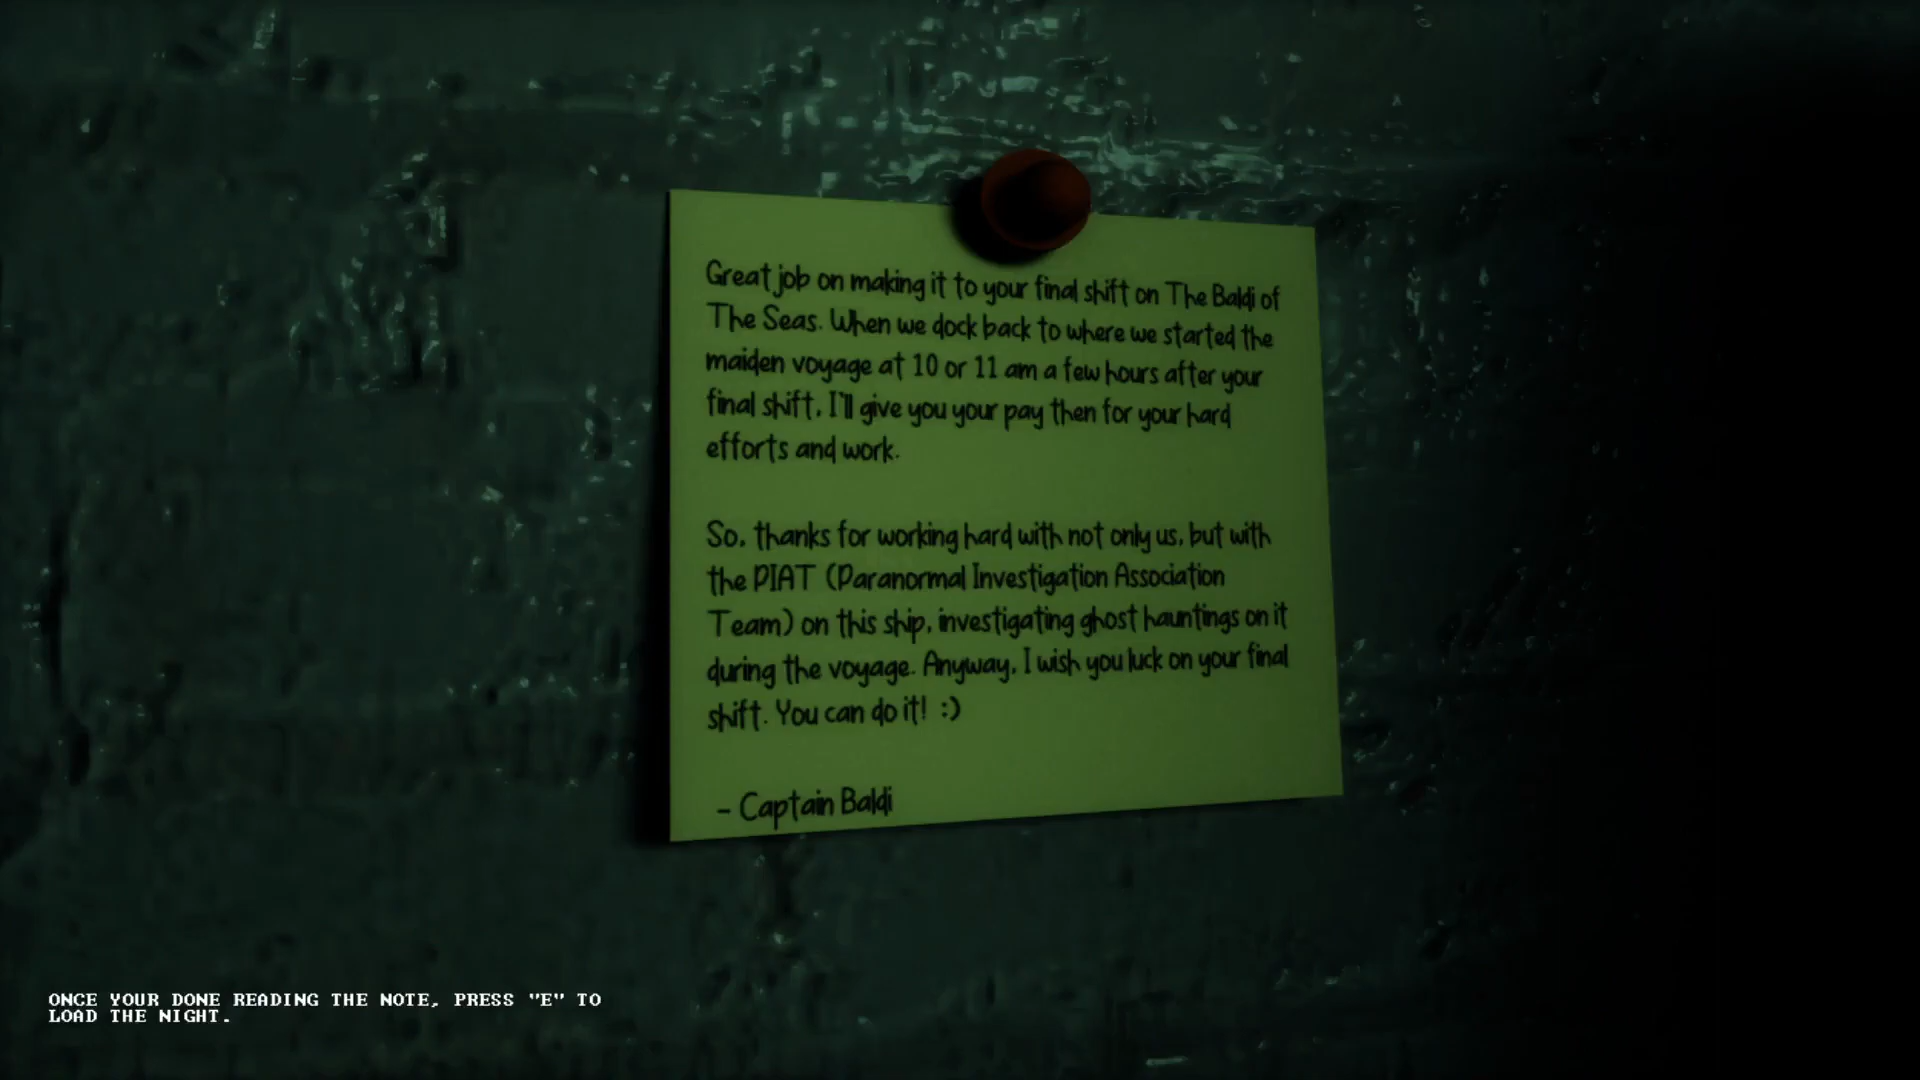 Great job on making it to your final shift on The Baldi of
The Seas. When we dock back to where we started the
maiden voyage at 10 or 11 am a few hours after your
final shift, I'll give you your pay then for your hard
efforts and work.
So, thanks for working hard with not only us, but with
the PIAT (Paranormal Investigation Association
Team) on this ship, investigating ghost hauntings on it
during the voyage. Anyway, I wish you luck on your final
shift. You can do it! :)
- Captain Baldi
ONCE YOUR DONE READING THE NOTE, PRESS "E" TO
LOAD THE NIGHT.